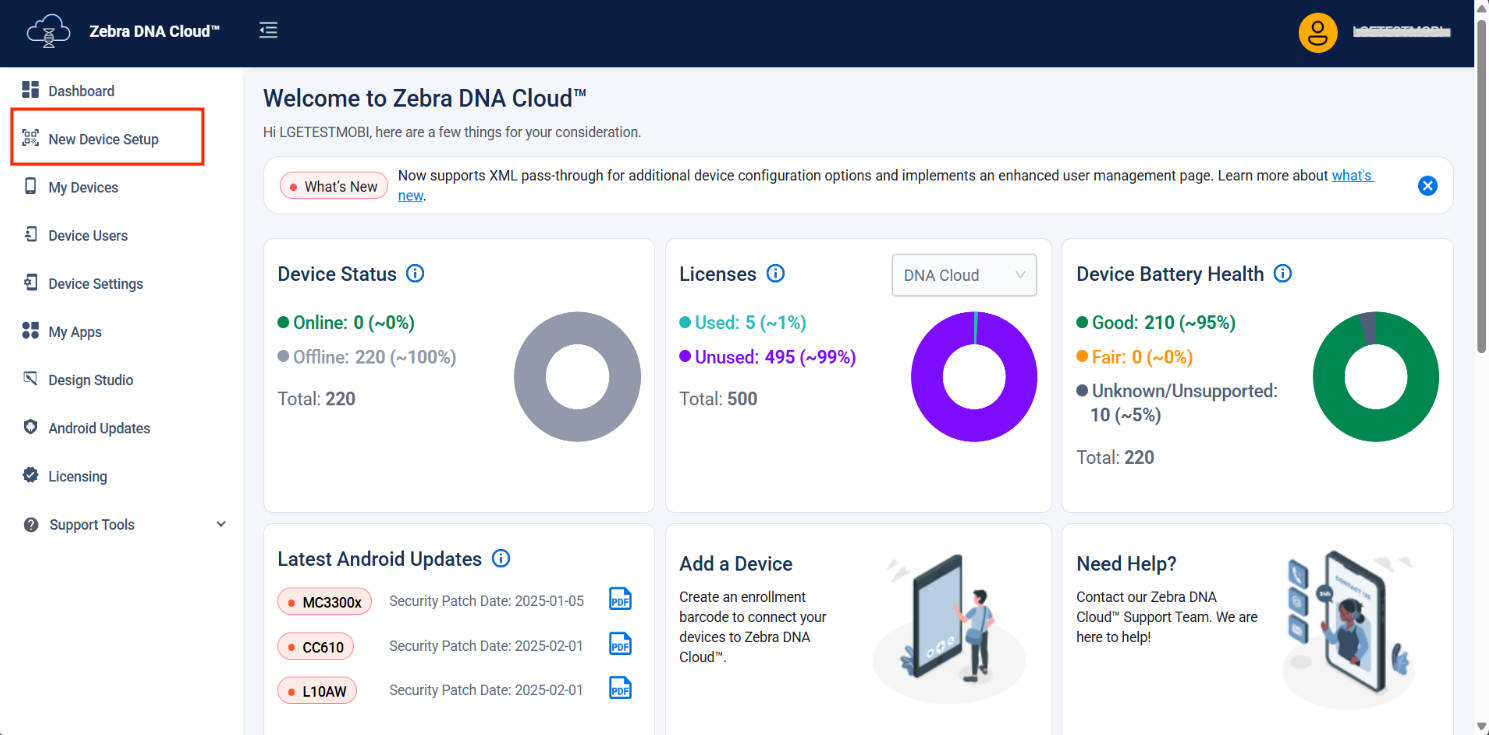 Zebra DNA Cloud™
Dashboard
New Device Setup
My Devices
Device Users
Device Settings
My Apps
Design Studio
Android Updates
Licensing
Support Tools
Welcome to Zebra DNA Cloud™
Hi LGETESTMOBI, here are a few things for your consideration.
What's New
Now supports XML pass-through for additional device configuration options and implements an enhanced user management page. Learn more about what's
new.
Device Status
Online: 0 (~0%)
Offline: 220 (~100%)
Total: 220
Licenses
DNA Cloud
Used: 5 (~1%)
Unused: 495 (~99%)
Total: 500
Device Battery Health
Good: 210 (~95%)
Fair: 0 (~0%)
Unknown/Unsupported:
10 (~5%)
Total: 220
Latest Android Updates
MC3300x Security Patch Date: 2025-01-05 PDF
CC610 Security Patch Date: 2025-02-01 PDF
L10AW Security Patch Date: 2025-02-01 PDF
Add a Device
Create an enrollment
barcode to connect your
devices to Zebra DNA
Cloud™.
Need Help?
Contact our Zebra DNA
Cloud™ Support Team. We are
here to help!
CONTACT US